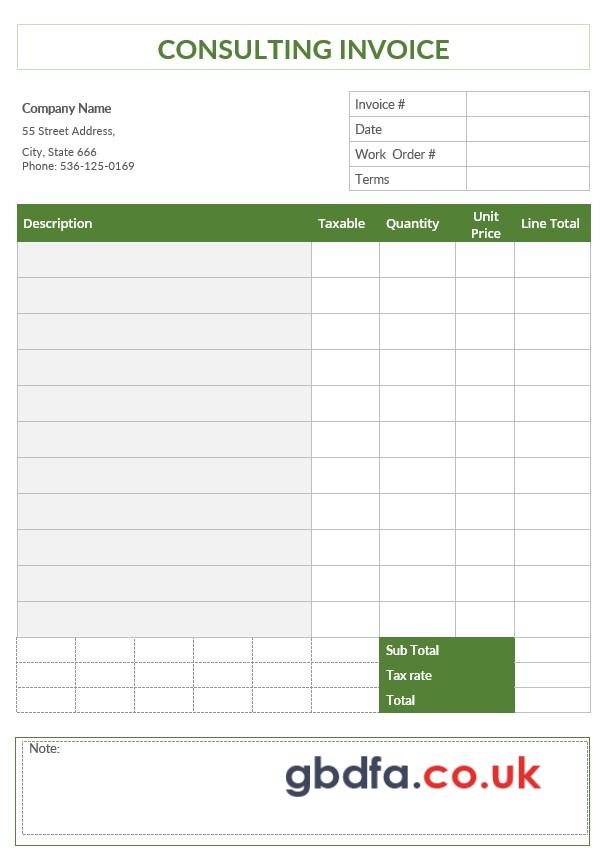 CONSULTING INVOICE
Company Name
55 Street Address,
City, State 666
Phone: 536-125-0169
Invoice #
Date
Work Order #
Terms
Description Taxable Quantity Unit Price Line Total
Sub Total
Tax rate
Total
Note:
gbdfa.co.uk